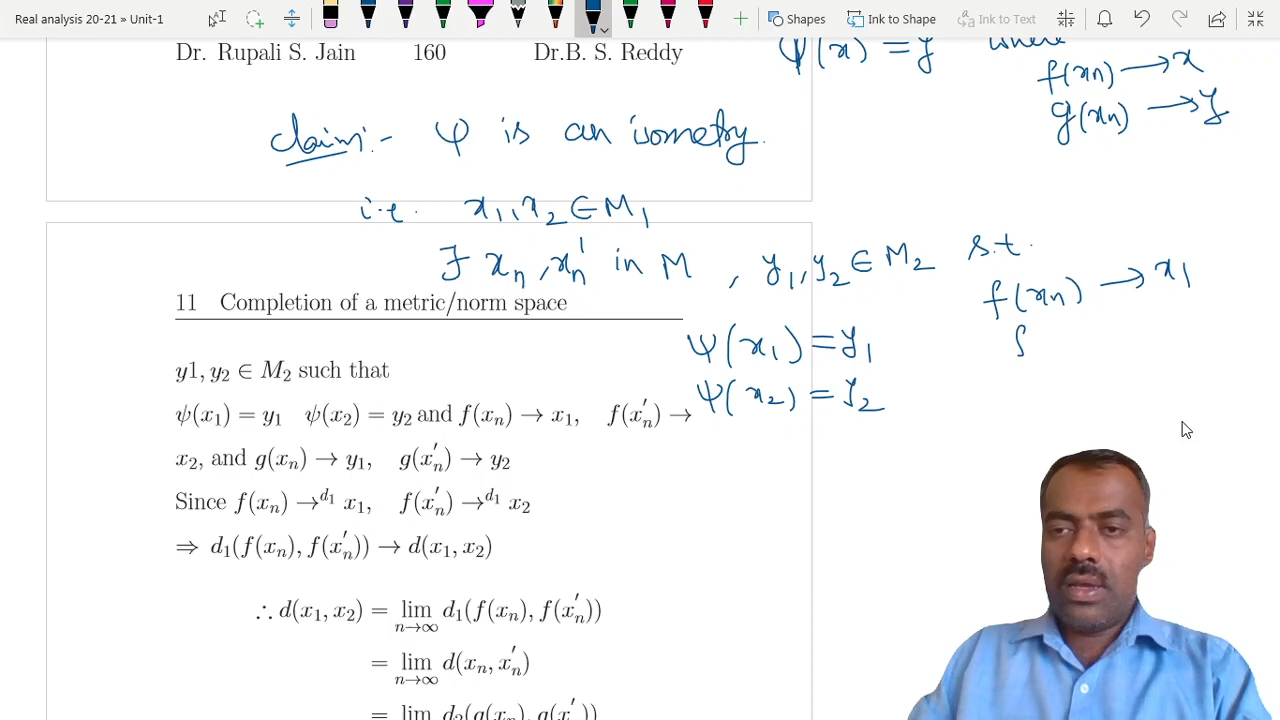 Real analysis 20-21 » Unit-1
Shapes
Ink to Shape
Ink to Text
Dr. Rupali S. Jain 160 Dr.B. S. Reddy
ψ(x) = y where
f(xn) → x
g(xn) → y
claim:- ψ is an isometry.
i.e. x1, x2 ∈ M1
∃ xn, xn' in M, y1, y2 ∈ M2 s.t.
f(xn) → x1
ψ(x1) = y1
ψ(x2) = y2
11 Completion of a metric/norm space
y1, y2 ∈ M2 such that
ψ(x1) = y1 ψ(x2) = y2 and f(xn) → x1, f(x'n) →
x2, and g(xn) → y1, g(x'n) → y2
Since f(xn) →^d1 x1, f(x'n) →^d1 x2
⇒ d1(f(xn), f(x'n)) → d(x1, x2)
∴ d(x1, x2) = lim n→∞ d1(f(xn), f(x'n))
= lim n→∞ d(xn, x'n)
= lim d2(g(xn), g(x'n))